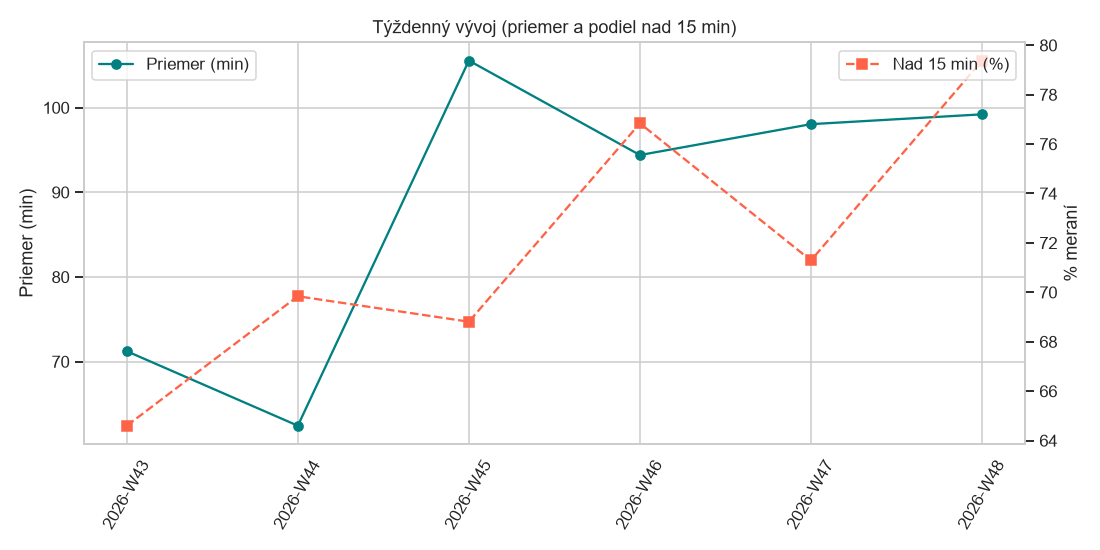 Týždenný vývoj (priemer a podiel nad 15 min)
Priemer (min)
Nad 15 min (%)
Priemer (min)
100
90
80
70
% meraní
80
78
76
74
72
70
68
66
64
2026-W43
2026-W44
2026-W45
2026-W46
2026-W47
2026-W48